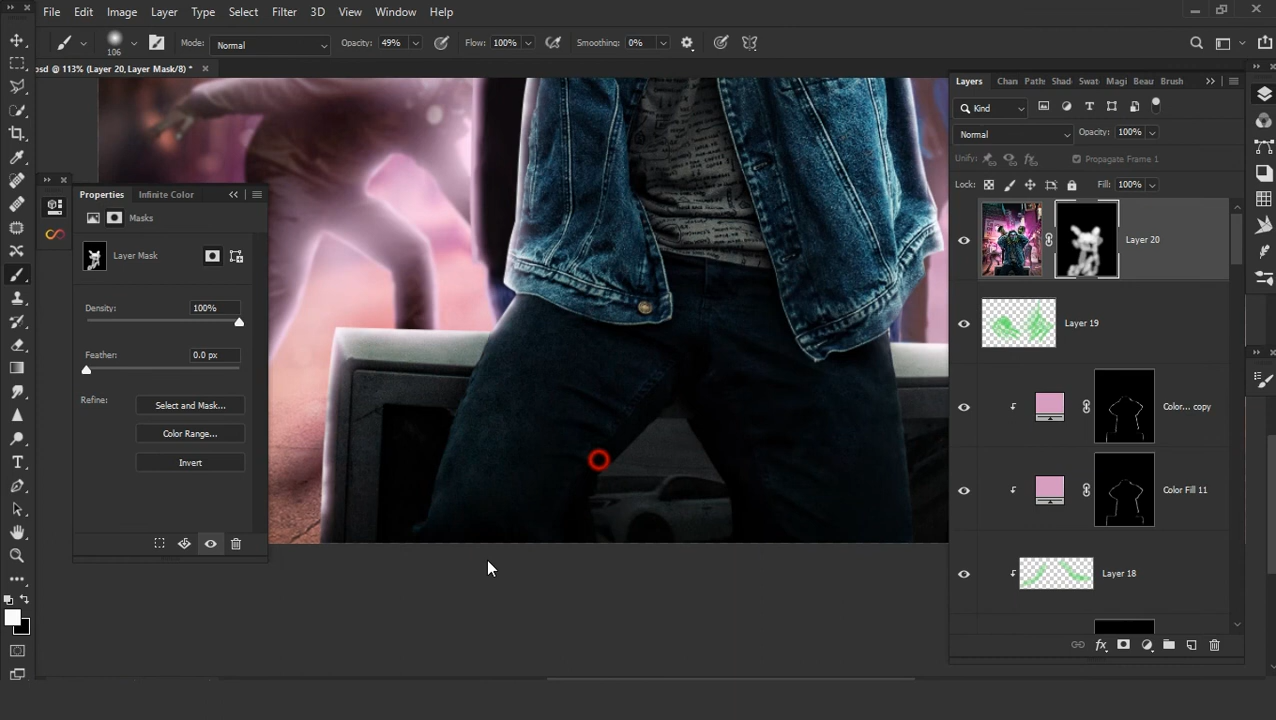 File Edit Image Layer Type Select Filter 3D View Window Help
106 Mode: Normal Opacity: 49% Flow: 100% Smoothing: 0%
osd @ 113% (Layer 20, Layer Mask/8) * ×
Layers Chan Paths Shad Swat Magi Beau Brush
Kind
Normal Opacity: 100%
Unify: Propagate Frame 1
Lock: Fill: 100%
Properties Infinite Color
Masks
Layer Mask
Density: 100%
Feather: 0.0 px
Refine: Select and Mask...
Color Range...
Invert
Layer 20
Layer 19
Color... copy
Color Fill 11
Layer 18